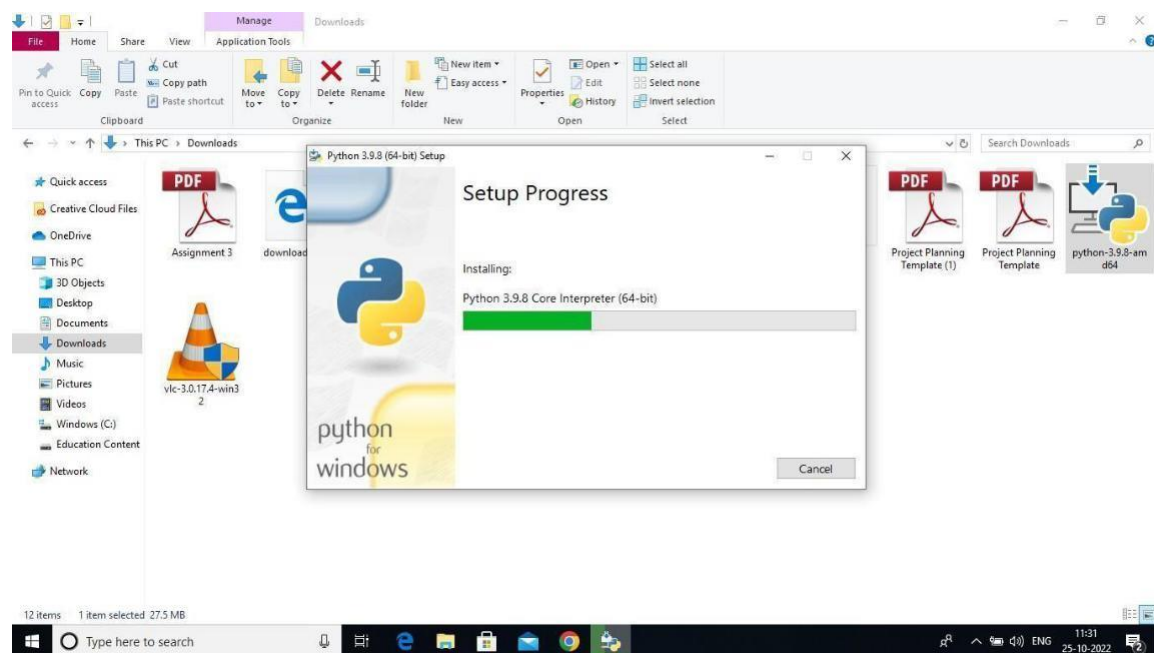 Manage
Downloads
File Home Share View Application Tools
Pin to Quick access
Copy
Paste
Cut
Copy path
Paste shortcut
Move to
Copy to
Delete
Rename
New folder
New item
Easy access
Properties
Open
Edit
History
Select all
Select none
Invert selection
Clipboard
Organize
New
Open
Select
This PC > Downloads
Search Downloads
Quick access
Creative Cloud Files
OneDrive
This PC
3D Objects
Desktop
Documents
Downloads
Music
Pictures
Videos
Windows (C:)
Education Content
Network
PDF
Assignment 3
download
vlc-3.0.17.4-win3
2
Python 3.9.8 (64-bit) Setup
Setup Progress
Installing:
Python 3.9.8 Core Interpreter (64-bit)
python
for
windows
Cancel
PDF
Project Planning
Template (1)
PDF
Project Planning
Template
python-3.9.8-am
d64
12 items 1 item selected 27.5 MB
Type here to search
ENG
11:31
25-10-2022
2